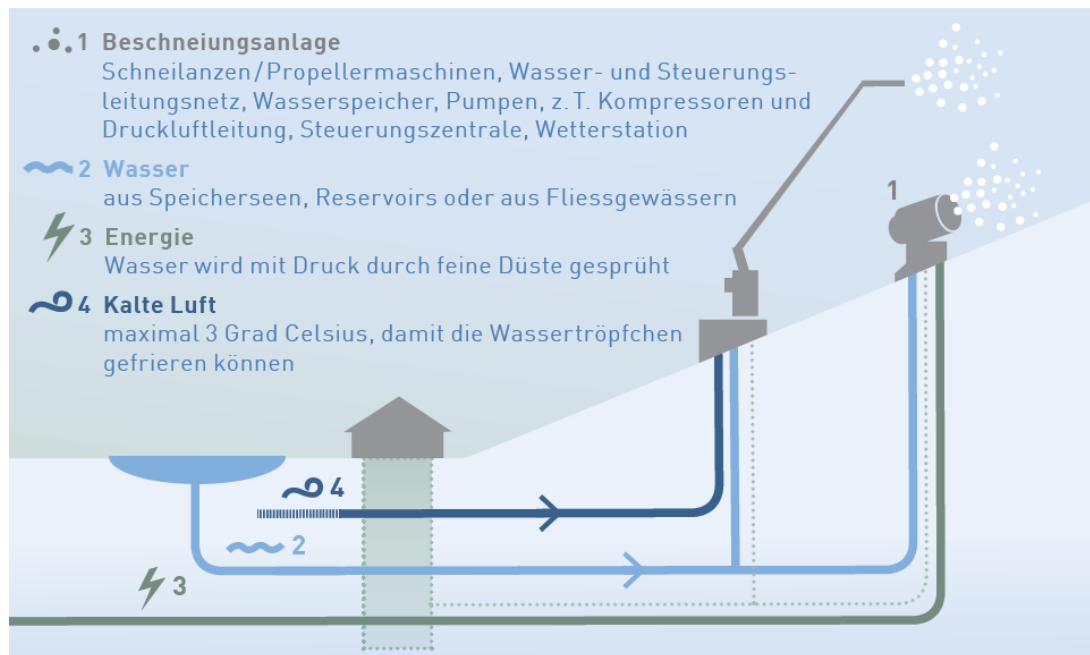 1 Beschneiungsanlage
Schneilanzen/Propellermaschinen, Wasser- und Steuerungs-
leitungsnetz, Wasserspeicher, Pumpen, z.T. Kompressoren und
Druckluftleitung, Steuerungszentrale, Wetterstation
2 Wasser
aus Speicherseen, Reservoirs oder aus Fliessgewässern
3 Energie
Wasser wird mit Druck durch feine Düste gesprüht
4 Kalte Luft
maximal 3 Grad Celsius, damit die Wassertröpfchen
gefrieren können
1
4
2
3